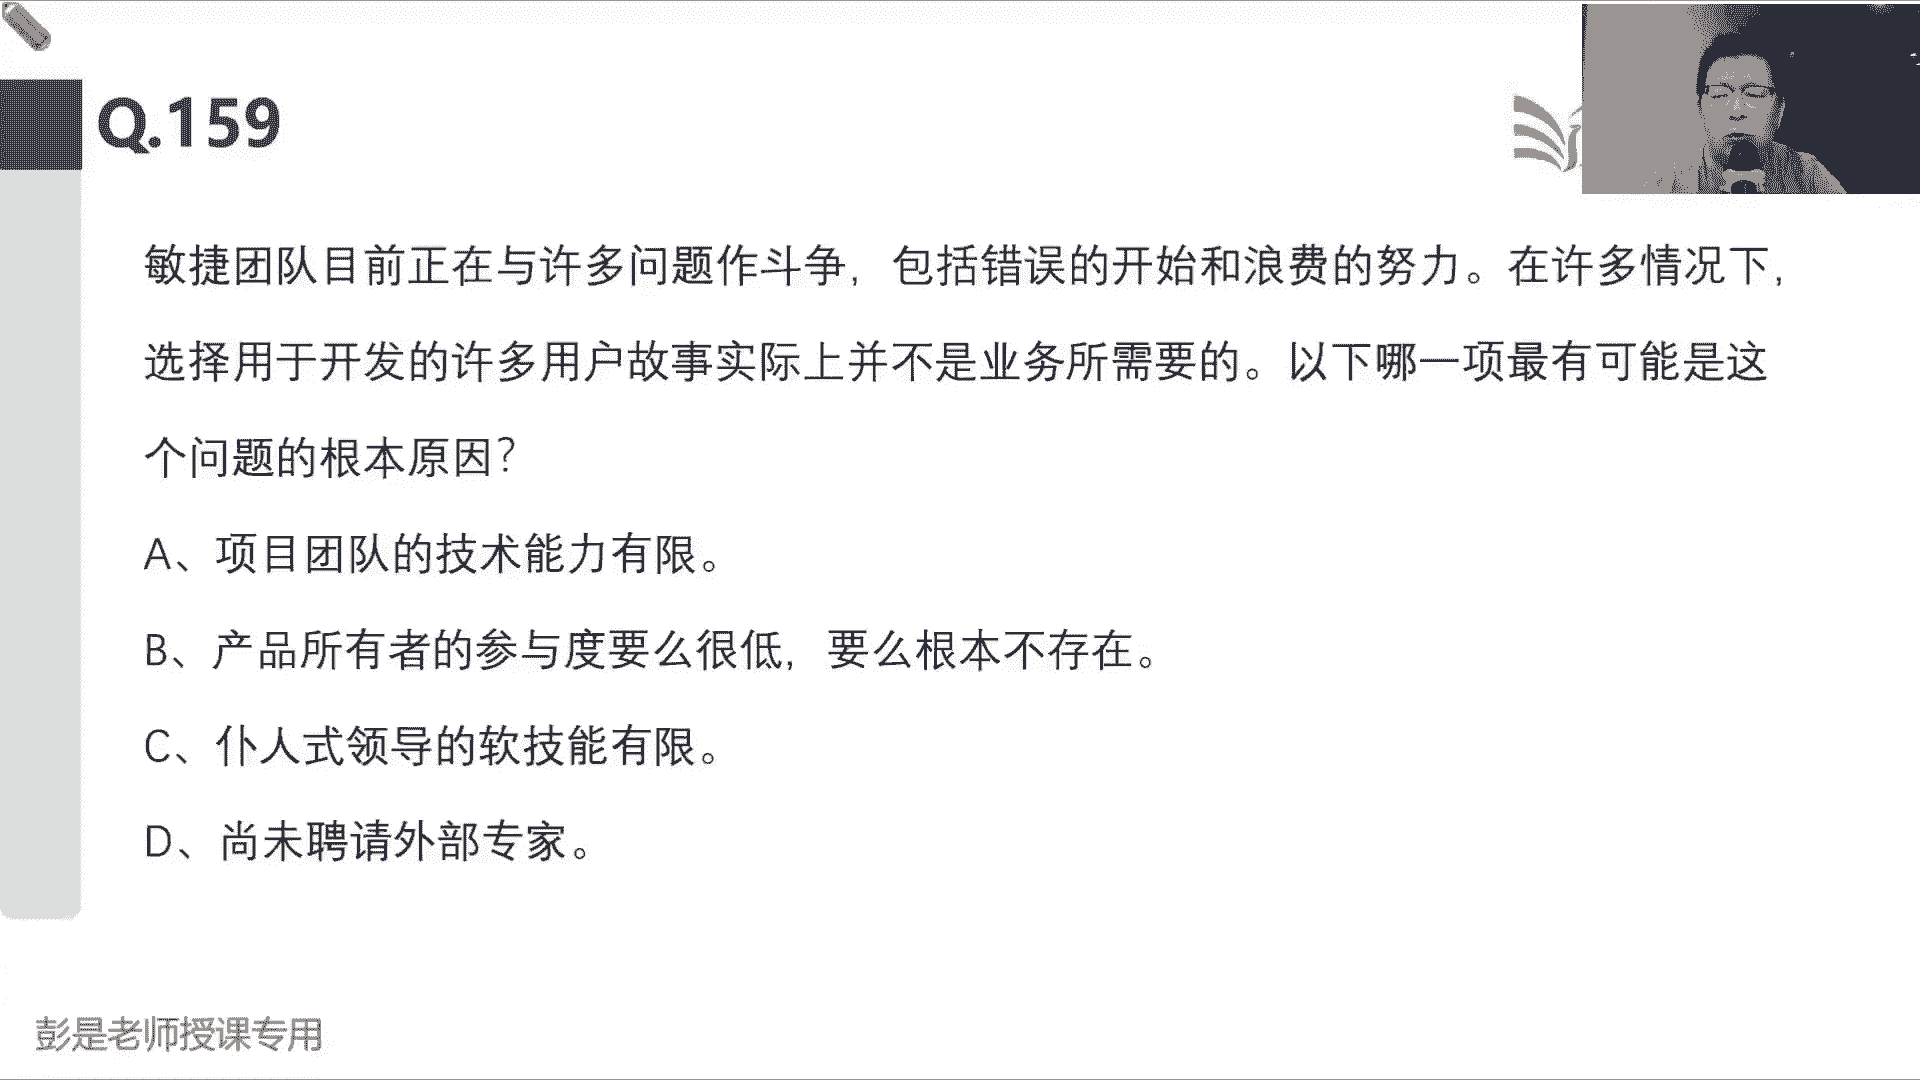 Q.159
敏捷团队目前正在与许多问题作斗争，包括错误的开始和浪费的努力。在许多情况下，
选择用于开发的许多用户故事实际上并不是业务所需要的。以下哪一项最有可能是这
个问题的根本原因？
A、项目团队的技术能力有限。
B、产品所有者的参与度要么很低，要么根本不存在。
C、仆人式领导的软技能有限。
D、尚未聘请外部专家。
彭是老师授课专用